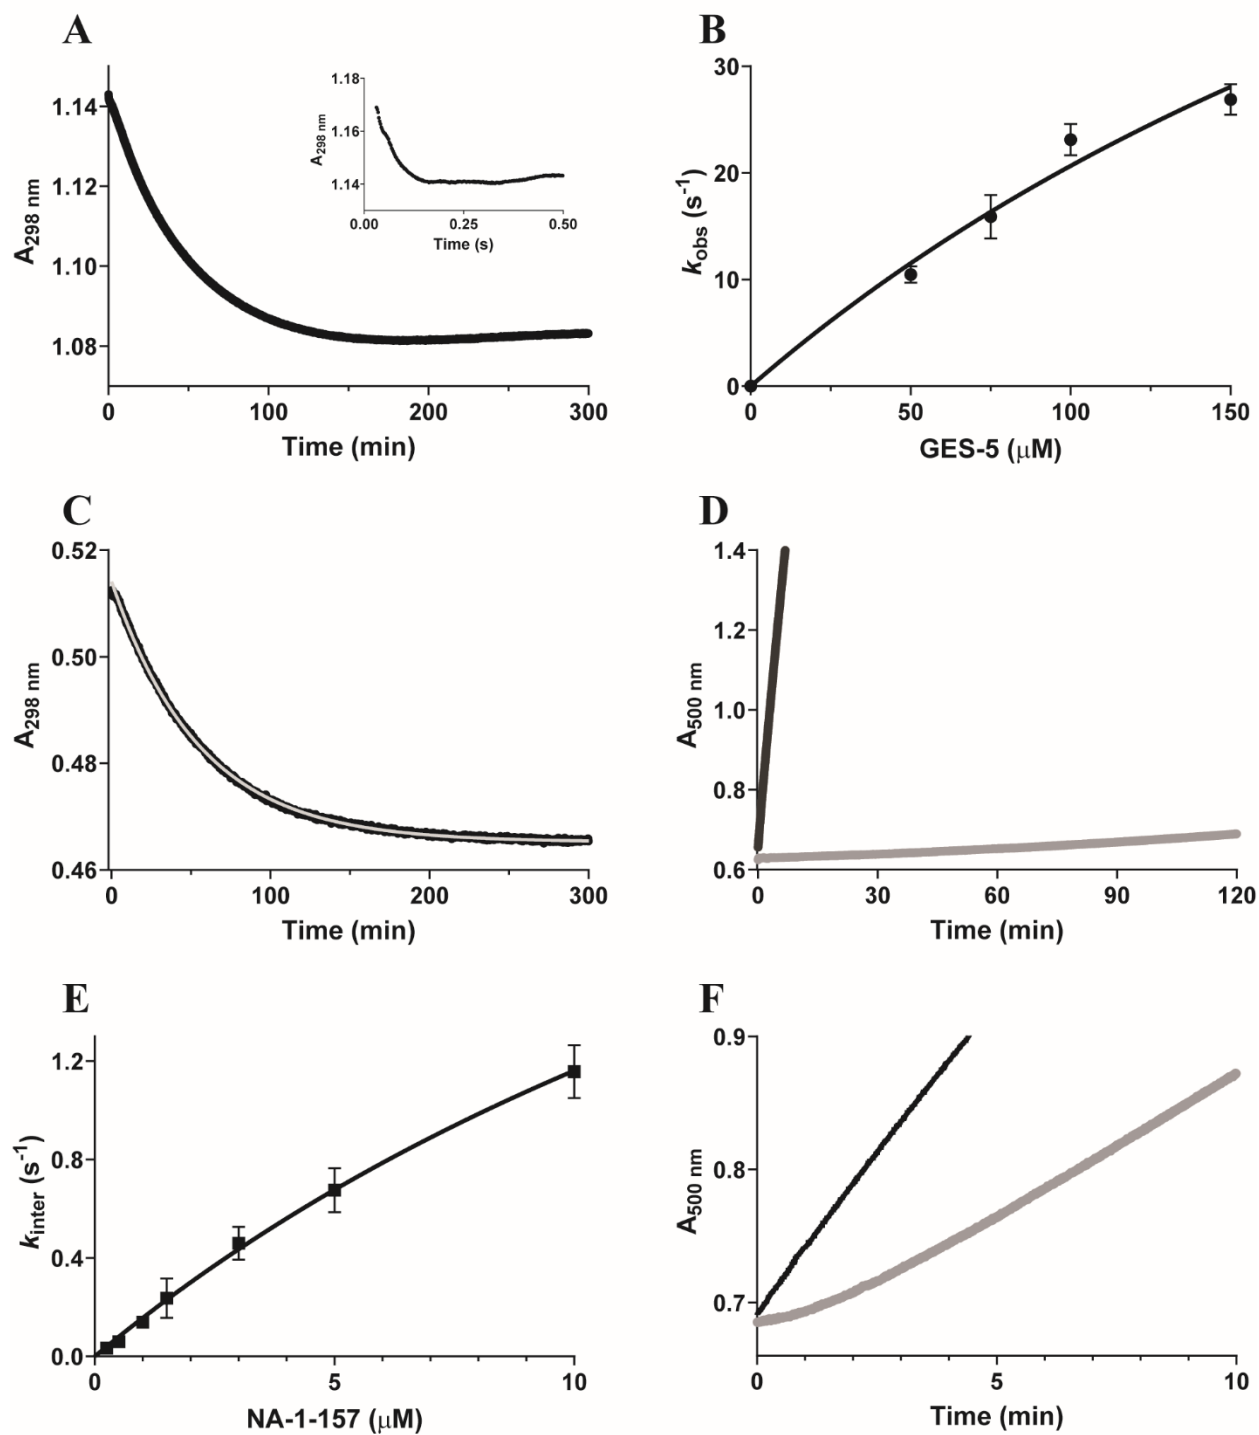 A
A298 nm
1.14
1.12
1.10
1.08
0
100
200
300
Time (min)
A298 nm
1.18
1.16
1.14
0.00
0.25
0.50
Time (s)
B
kobs (s-1)
30
20
10
0
0
50
100
150
GES-5 (μM)
C
A298 nm
0.52
0.50
0.48
0.46
0
100
200
300
Time (min)
D
A500 nm
1.4
1.2
1.0
0.8
0.6
0
30
60
90
120
Time (min)
E
kinter (s-1)
1.2
0.8
0.4
0.0
0
5
10
NA-1-157 (μM)
F
A500 nm
0.9
0.8
0.7
0
5
10
Time (min)